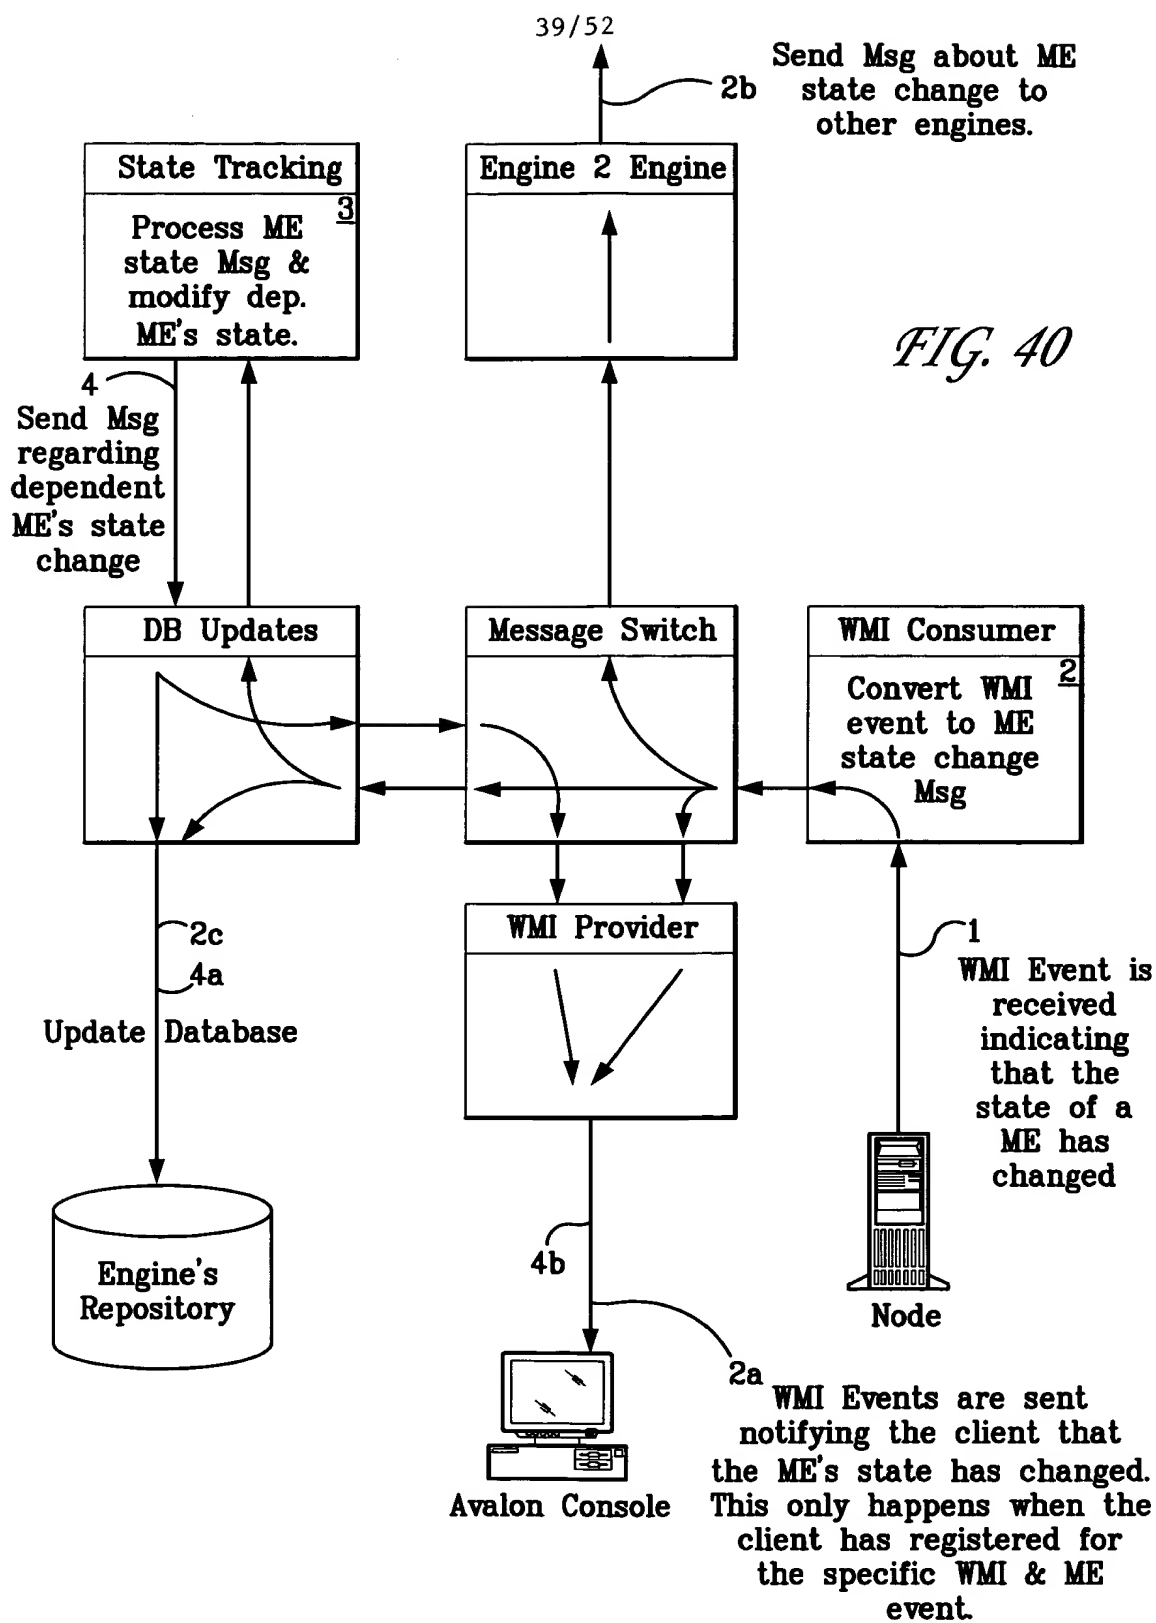 39/52
Send Msg about ME
state change to
other engines.
2b
State Tracking
3
Process ME
state Msg &
modify dep.
ME's state.
Engine 2 Engine
FIG. 40
4
Send Msg
regarding
dependent
ME's state
change
DB Updates
Message Switch
WMI Consumer
2
Convert WMI
event to ME
state change
Msg
WMI Provider
2c
4a
Update Database
1
WMI Event is
received
indicating
that the
state of a
ME has
changed
Engine's
Repository
4b
Node
2a
WMI Events are sent
notifying the client that
the ME's state has changed.
This only happens when the
client has registered for
the specific WMI & ME
event.
Avalon Console